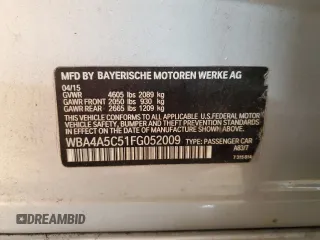 MFD BY BAYERISCHE MOTOREN WERKE AG
04/15
GVWR 4605 lbs 2089 kg
GAWR FRONT 2050 lbs 930 kg
GAWR REAR 2665 lbs 1209 kg
THIS VEHICLE CONFORMS TO ALL APPLICABLE U.S. FEDERAL MOTOR
VEHICLE SAFETY, BUMPER, AND THEFT PREVENTION STANDARDS IN EFFECT
ON THE DATE OF MANUFACTURE SHOWN ABOVE.
WBA4A5C51FG052009 TYPE: PASSENGER CAR
A83/7
DREAMBID